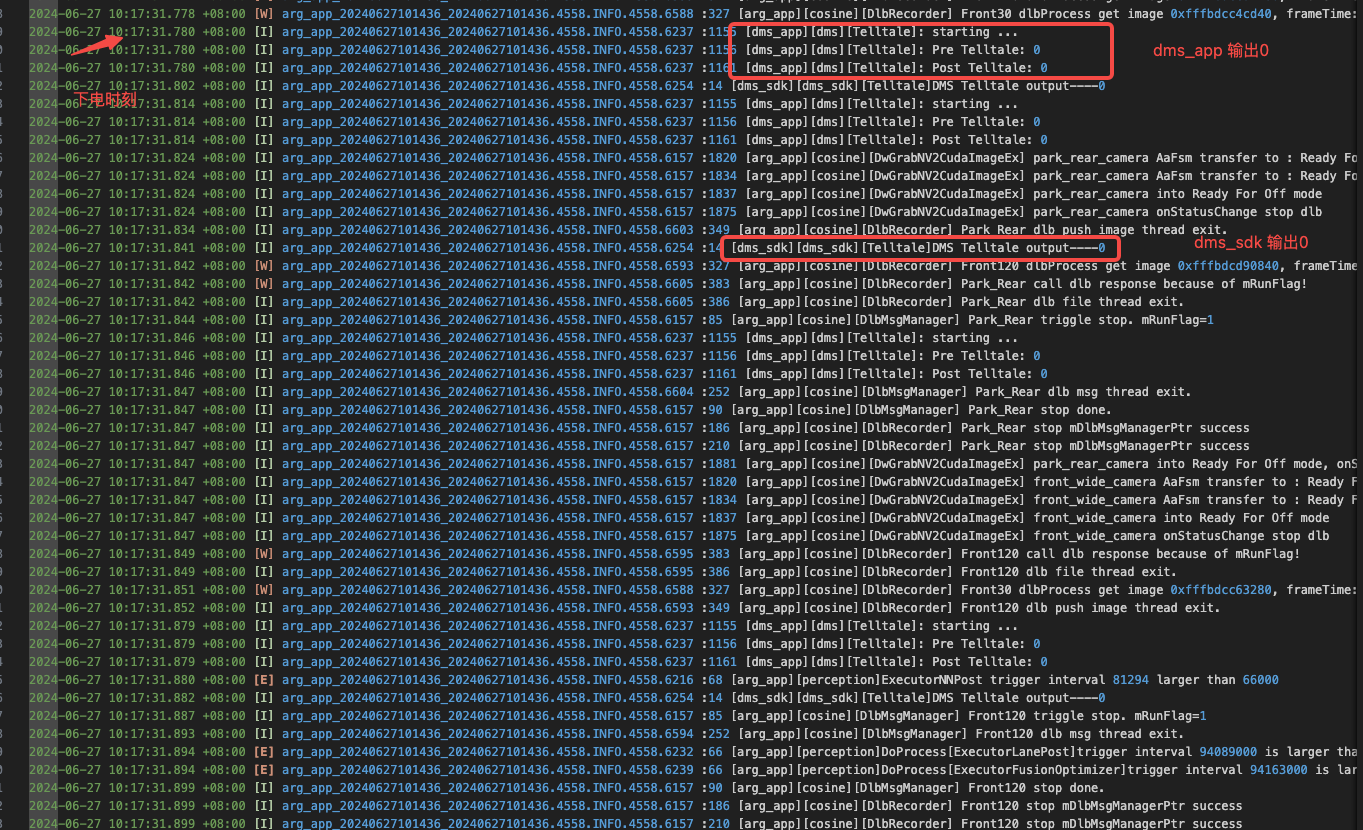 2024-06-27 10:17:31.778 +08:00 [W] arg_app_20240627101436_20240627101436.4558.INFO.4558.6588 :327 [arg_app][cosine][DlbRecorder] Front30 dlbProcess get image 0xfffbdcc4cd40, frameTime:
2024-06-27 10:17:31.780 +08:00 [I] arg_app_20240627101436_20240627101436.4558.INFO.4558.6237 :1155 [dms_app][dms][Telltale]: starting ...
2024-06-27 10:17:31.780 +08:00 [I] arg_app_20240627101436_20240627101436.4558.INFO.4558.6237 :1156 [dms_app][dms][Telltale]: Pre Telltale: 0
dms_app 输出0
2024-06-27 10:17:31.780 +08:00 [I] arg_app_20240627101436_20240627101436.4558.INFO.4558.6237 :1161 [dms_app][dms][Telltale]: Post Telltale: 0
2024-06-27 10:17:31.802 +08:00 [I] arg_app_20240627101436_20240627101436.4558.INFO.4558.6254 :14 [dms_sdk][dms_sdk][Telltale]DMS Telltale output----0
下电时刻
2024-06-27 10:17:31.814 +08:00 [I] arg_app_20240627101436_20240627101436.4558.INFO.4558.6237 :1155 [dms_app][dms][Telltale]: starting ...
2024-06-27 10:17:31.814 +08:00 [I] arg_app_20240627101436_20240627101436.4558.INFO.4558.6237 :1156 [dms_app][dms][Telltale]: Pre Telltale: 0
2024-06-27 10:17:31.814 +08:00 [I] arg_app_20240627101436_20240627101436.4558.INFO.4558.6237 :1161 [dms_app][dms][Telltale]: Post Telltale: 0
2024-06-27 10:17:31.824 +08:00 [I] arg_app_20240627101436_20240627101436.4558.INFO.4558.6157 :1820 [arg_app][cosine][DwGrabNV2CudaImageEx] park_rear_camera AaFsm transfer to : Ready Fo
2024-06-27 10:17:31.824 +08:00 [I] arg_app_20240627101436_20240627101436.4558.INFO.4558.6157 :1834 [arg_app][cosine][DwGrabNV2CudaImageEx] park_rear_camera AaFsm transfer to : Ready Fo
2024-06-27 10:17:31.824 +08:00 [I] arg_app_20240627101436_20240627101436.4558.INFO.4558.6157 :1837 [arg_app][cosine][DwGrabNV2CudaImageEx] park_rear_camera into Ready For Off mode
2024-06-27 10:17:31.824 +08:00 [I] arg_app_20240627101436_20240627101436.4558.INFO.4558.6157 :1875 [arg_app][cosine][DwGrabNV2CudaImageEx] park_rear_camera onStatusChange stop dlb
2024-06-27 10:17:31.834 +08:00 [I] arg_app_20240627101436_20240627101436.4558.INFO.4558.6603 :349 [arg_app][cosine][DlbRecorder] Park_Rear dlb push image thread exit.
2024-06-27 10:17:31.841 +08:00 [I] arg_app_20240627101436_20240627101436.4558.INFO.4558.6254 :14 [dms_sdk][dms_sdk][Telltale]DMS Telltale output----0
dms_sdk 输出0
2024-06-27 10:17:31.842 +08:00 [W] arg_app_20240627101436_20240627101436.4558.INFO.4558.6593 :327 [arg_app][cosine][DlbRecorder] Front120 dlbProcess get image 0xfffbdcd90840, frameTime
2024-06-27 10:17:31.842 +08:00 [W] arg_app_20240627101436_20240627101436.4558.INFO.4558.6605 :383 [arg_app][cosine][DlbRecorder] Park_Rear call dlb response because of mRunFlag!
2024-06-27 10:17:31.842 +08:00 [I] arg_app_20240627101436_20240627101436.4558.INFO.4558.6605 :386 [arg_app][cosine][DlbRecorder] Park_Rear dlb file thread exit.
2024-06-27 10:17:31.844 +08:00 [I] arg_app_20240627101436_20240627101436.4558.INFO.4558.6157 :85 [arg_app][cosine][DlbMsgManager] Park_Rear triggle stop. mRunFlag=1
2024-06-27 10:17:31.846 +08:00 [I] arg_app_20240627101436_20240627101436.4558.INFO.4558.6237 :1155 [dms_app][dms][Telltale]: starting ...
2024-06-27 10:17:31.846 +08:00 [I] arg_app_20240627101436_20240627101436.4558.INFO.4558.6237 :1156 [dms_app][dms][Telltale]: Pre Telltale: 0
2024-06-27 10:17:31.846 +08:00 [I] arg_app_20240627101436_20240627101436.4558.INFO.4558.6237 :1161 [dms_app][dms][Telltale]: Post Telltale: 0
2024-06-27 10:17:31.847 +08:00 [I] arg_app_20240627101436_20240627101436.4558.INFO.4558.6604 :252 [arg_app][cosine][DlbMsgManager] Park_Rear dlb msg thread exit.
2024-06-27 10:17:31.847 +08:00 [I] arg_app_20240627101436_20240627101436.4558.INFO.4558.6157 :90 [arg_app][cosine][DlbMsgManager] Park_Rear stop done.
2024-06-27 10:17:31.847 +08:00 [I] arg_app_20240627101436_20240627101436.4558.INFO.4558.6157 :186 [arg_app][cosine][DlbRecorder] Park_Rear stop mDlbMsgManagerPtr success
2024-06-27 10:17:31.847 +08:00 [I] arg_app_20240627101436_20240627101436.4558.INFO.4558.6157 :210 [arg_app][cosine][DlbRecorder] Park_Rear stop mDlbMsgManagerPtr success
2024-06-27 10:17:31.847 +08:00 [I] arg_app_20240627101436_20240627101436.4558.INFO.4558.6157 :1881 [arg_app][cosine][DwGrabNV2CudaImageEx] park_rear_camera into Ready For Off mode, onS
2024-06-27 10:17:31.847 +08:00 [I] arg_app_20240627101436_20240627101436.4558.INFO.4558.6157 :1820 [arg_app][cosine][DwGrabNV2CudaImageEx] front_wide_camera AaFsm transfer to : Ready F
2024-06-27 10:17:31.847 +08:00 [I] arg_app_20240627101436_20240627101436.4558.INFO.4558.6157 :1834 [arg_app][cosine][DwGrabNV2CudaImageEx] front_wide_camera AaFsm transfer to : Ready F
2024-06-27 10:17:31.847 +08:00 [I] arg_app_20240627101436_20240627101436.4558.INFO.4558.6157 :1837 [arg_app][cosine][DwGrabNV2CudaImageEx] front_wide_camera into Ready For Off mode
2024-06-27 10:17:31.847 +08:00 [I] arg_app_20240627101436_20240627101436.4558.INFO.4558.6157 :1875 [arg_app][cosine][DwGrabNV2CudaImageEx] front_wide_camera onStatusChange stop dlb
2024-06-27 10:17:31.849 +08:00 [W] arg_app_20240627101436_20240627101436.4558.INFO.4558.6595 :383 [arg_app][cosine][DlbRecorder] Front120 call dlb response because of mRunFlag!
2024-06-27 10:17:31.849 +08:00 [I] arg_app_20240627101436_20240627101436.4558.INFO.4558.6595 :386 [arg_app][cosine][DlbRecorder] Front120 dlb file thread exit.
2024-06-27 10:17:31.851 +08:00 [W] arg_app_20240627101436_20240627101436.4558.INFO.4558.6588 :327 [arg_app][cosine][DlbRecorder] Front30 dlbProcess get image 0xfffbdcc63280, frameTime:
2024-06-27 10:17:31.852 +08:00 [I] arg_app_20240627101436_20240627101436.4558.INFO.4558.6593 :349 [arg_app][cosine][DlbRecorder] Front120 dlb push image thread exit.
2024-06-27 10:17:31.879 +08:00 [I] arg_app_20240627101436_20240627101436.4558.INFO.4558.6237 :1155 [dms_app][dms][Telltale]: starting ...
2024-06-27 10:17:31.879 +08:00 [I] arg_app_20240627101436_20240627101436.4558.INFO.4558.6237 :1156 [dms_app][dms][Telltale]: Pre Telltale: 0
2024-06-27 10:17:31.879 +08:00 [I] arg_app_20240627101436_20240627101436.4558.INFO.4558.6237 :1161 [dms_app][dms][Telltale]: Post Telltale: 0
2024-06-27 10:17:31.880 +08:00 [E] arg_app_20240627101436_20240627101436.4558.INFO.4558.6216 :68 [arg_app][perception]ExecutorNNPost trigger interval 81294 larger than 66000
2024-06-27 10:17:31.882 +08:00 [I] arg_app_20240627101436_20240627101436.4558.INFO.4558.6254 :14 [dms_sdk][dms_sdk][Telltale]DMS Telltale output----0
2024-06-27 10:17:31.887 +08:00 [I] arg_app_20240627101436_20240627101436.4558.INFO.4558.6157 :85 [arg_app][cosine][DlbMsgManager] Front120 triggle stop. mRunFlag=1
2024-06-27 10:17:31.893 +08:00 [I] arg_app_20240627101436_20240627101436.4558.INFO.4558.6594 :252 [arg_app][cosine][DlbMsgManager] Front120 dlb msg thread exit.
2024-06-27 10:17:31.894 +08:00 [E] arg_app_20240627101436_20240627101436.4558.INFO.4558.6232 :66 [arg_app][perception]DoProcess[ExecutorLanePost]trigger interval 94089000 is larger tha
2024-06-27 10:17:31.894 +08:00 [E] arg_app_20240627101436_20240627101436.4558.INFO.4558.6239 :66 [arg_app][perception]DoProcess[ExecutorFusionOptimizer]trigger interval 94163000 is lar
2024-06-27 10:17:31.899 +08:00 [I] arg_app_20240627101436_20240627101436.4558.INFO.4558.6157 :90 [arg_app][cosine][DlbMsgManager] Front120 stop done.
2024-06-27 10:17:31.899 +08:00 [I] arg_app_20240627101436_20240627101436.4558.INFO.4558.6157 :186 [arg_app][cosine][DlbRecorder] Front120 stop mDlbMsgManagerPtr success
2024-06-27 10:17:31.899 +08:00 [I] arg_app_20240627101436_20240627101436.4558.INFO.4558.6157 :210 [arg_app][cosine][DlbRecorder] Front120 stop mDlbMsgManagerPtr success